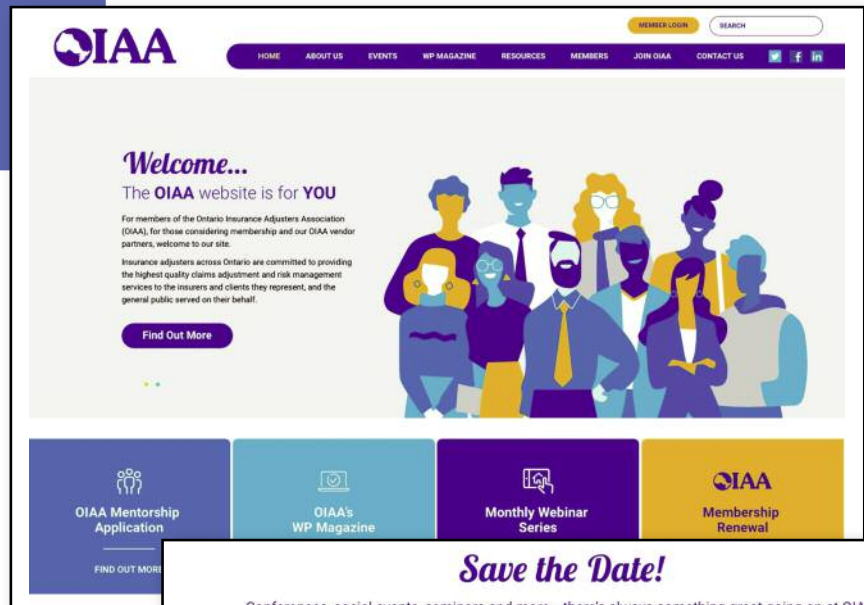 MEMBER LOGIN
SEARCH
OIAA
HOME ABOUT US EVENTS WP MAGAZINE RESOURCES MEMBERS JOIN OIAA CONTACT US
Welcome...
The OIAA website is for YOU
For members of the Ontario Insurance Adjusters Association
(OIAA), for those considering membership and our OIAA vendor
partners, welcome to our site.
Insurance adjusters across Ontario are committed to providing
the highest quality claims adjustment and risk management
services to the insurers and clients they represent, and the
general public served on their behalf.
Find Out More
OIAA Mentorship
Application
FIND OUT MORE
OIAA's
WP Magazine
Monthly Webinar
Series
OIAA
Membership
Renewal
Save the Date!